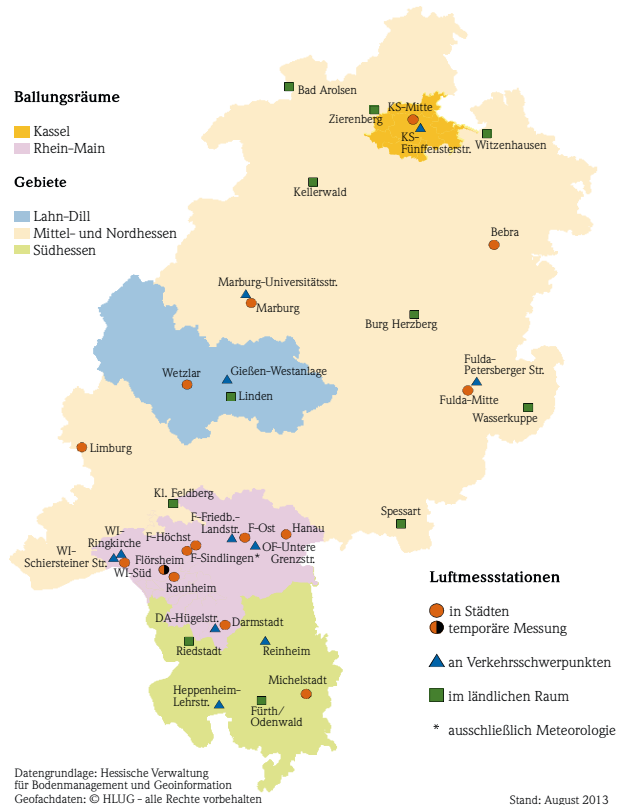 Ballungsräume
Kassel
Rhein-Main
Gebiete
Lahn-Dill
Mittel- und Nordhessen
Südhessen
Bad Arolsen
Zierenberg
KS-Mitte
KS-
Fünffensterstr.
Witzenhausen
Kellerwald
Bebra
Marburg-Universitätsstr.
Marburg
Burg Herzberg
Wetzlar
Gießen-Westanlage
Linden
Fulda-
Petersberger Str.
Fulda-Mitte
Wasserkuppe
Limburg
Kl. Feldberg
Spessart
F-Friedb.-
Landstr.
F-Ost
Hanau
WI-
Ringkirche
F-Höchst
WI-
Schiersteiner Str.
Flörsheim
F-Sindlingen*
OF-Untere
Grenzstr.
WI-Süd
Raunheim
DA-Hügelstr.
Darmstadt
Riedstadt
Reinheim
Michelstadt
Heppenheim-
Lehrstr.
Fürth/
Odenwald
Luftmessstationen
in Städten
temporäre Messung
an Verkehrsschwerpunkten
im ländlichen Raum
* ausschließlich Meteorologie
Datengrundlage: Hessische Verwaltung
für Bodenmanagement und Geoinformation
Geofachdaten: © HLUG - alle Rechte vorbehalten
Stand: August 2013